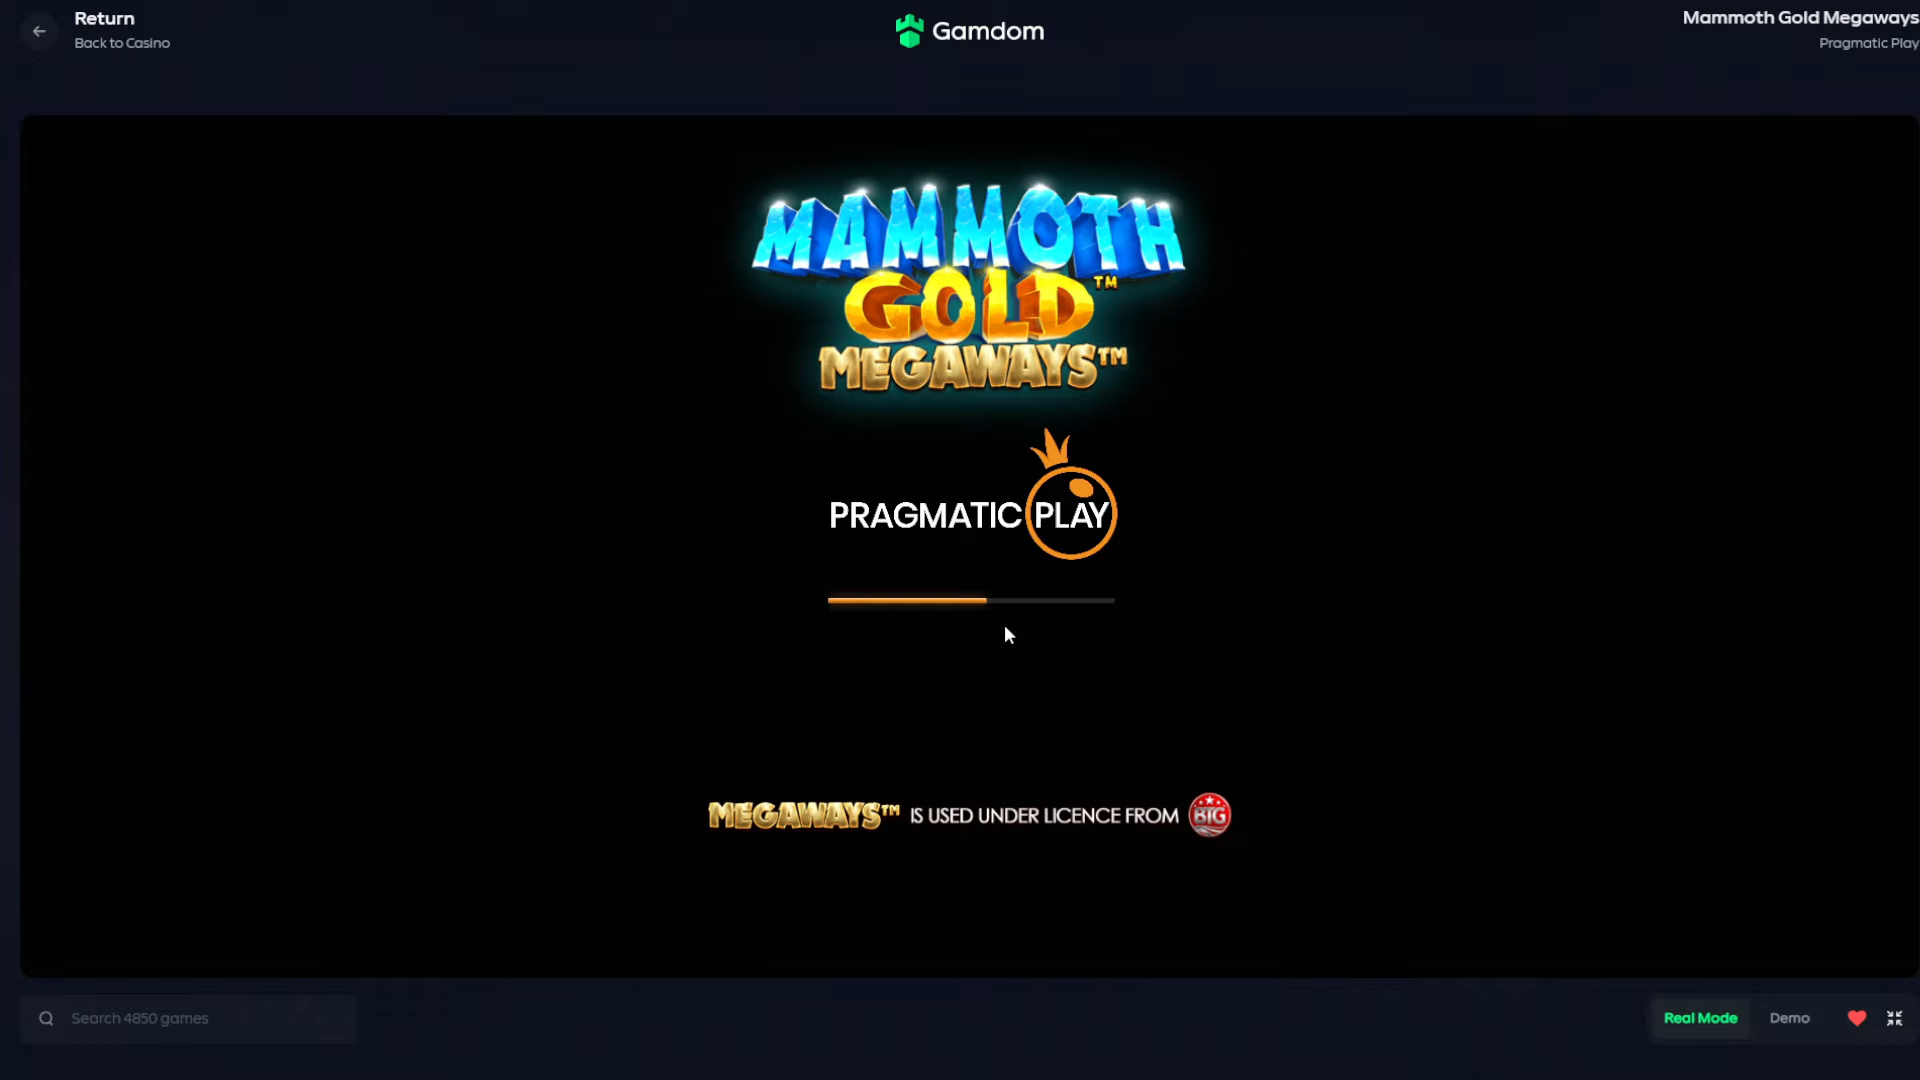 Return
Back to Casino
Gamdom
Mammoth Gold Megaways
Pragmatic Play
MAMMOTH
GOLD™
MEGAWAYS™
PRAGMATIC PLAY
MEGAWAYS™ IS USED UNDER LICENCE FROM BIG
Search 4850 games
Real Mode
Demo